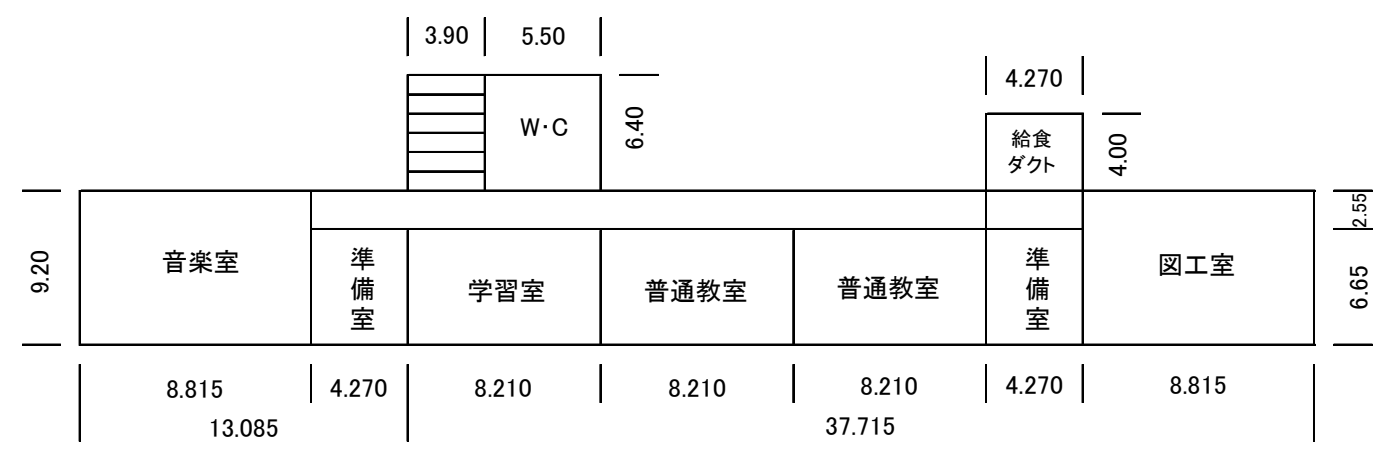 3.90 5.50
4.270
W・C
6.40
給食
ダクト
4.00
2.55
9.20
音楽室
準備室
学習室
普通教室
普通教室
準備室
図工室
6.65
8.815 4.270 8.210 8.210 8.210 4.270 8.815
13.085 37.715